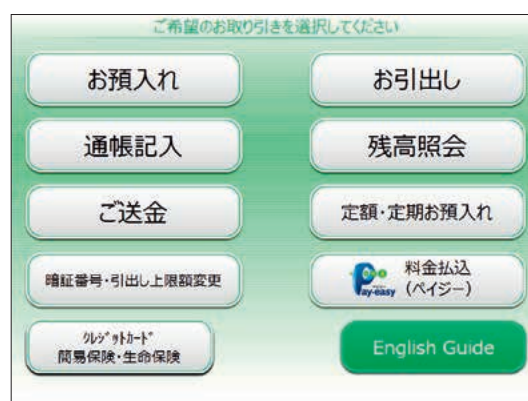 ご希望のお取り引きを選択してください
お預入れ
お引出し
通帳記入
残高照会
ご送金
定額・定期お預入れ
暗証番号・引出し上限額変更
Pay-easy
料金払込
(ペイジー)
ｸﾚｼﾞｯﾄｶｰﾄﾞ
簡易保険・生命保険
English Guide